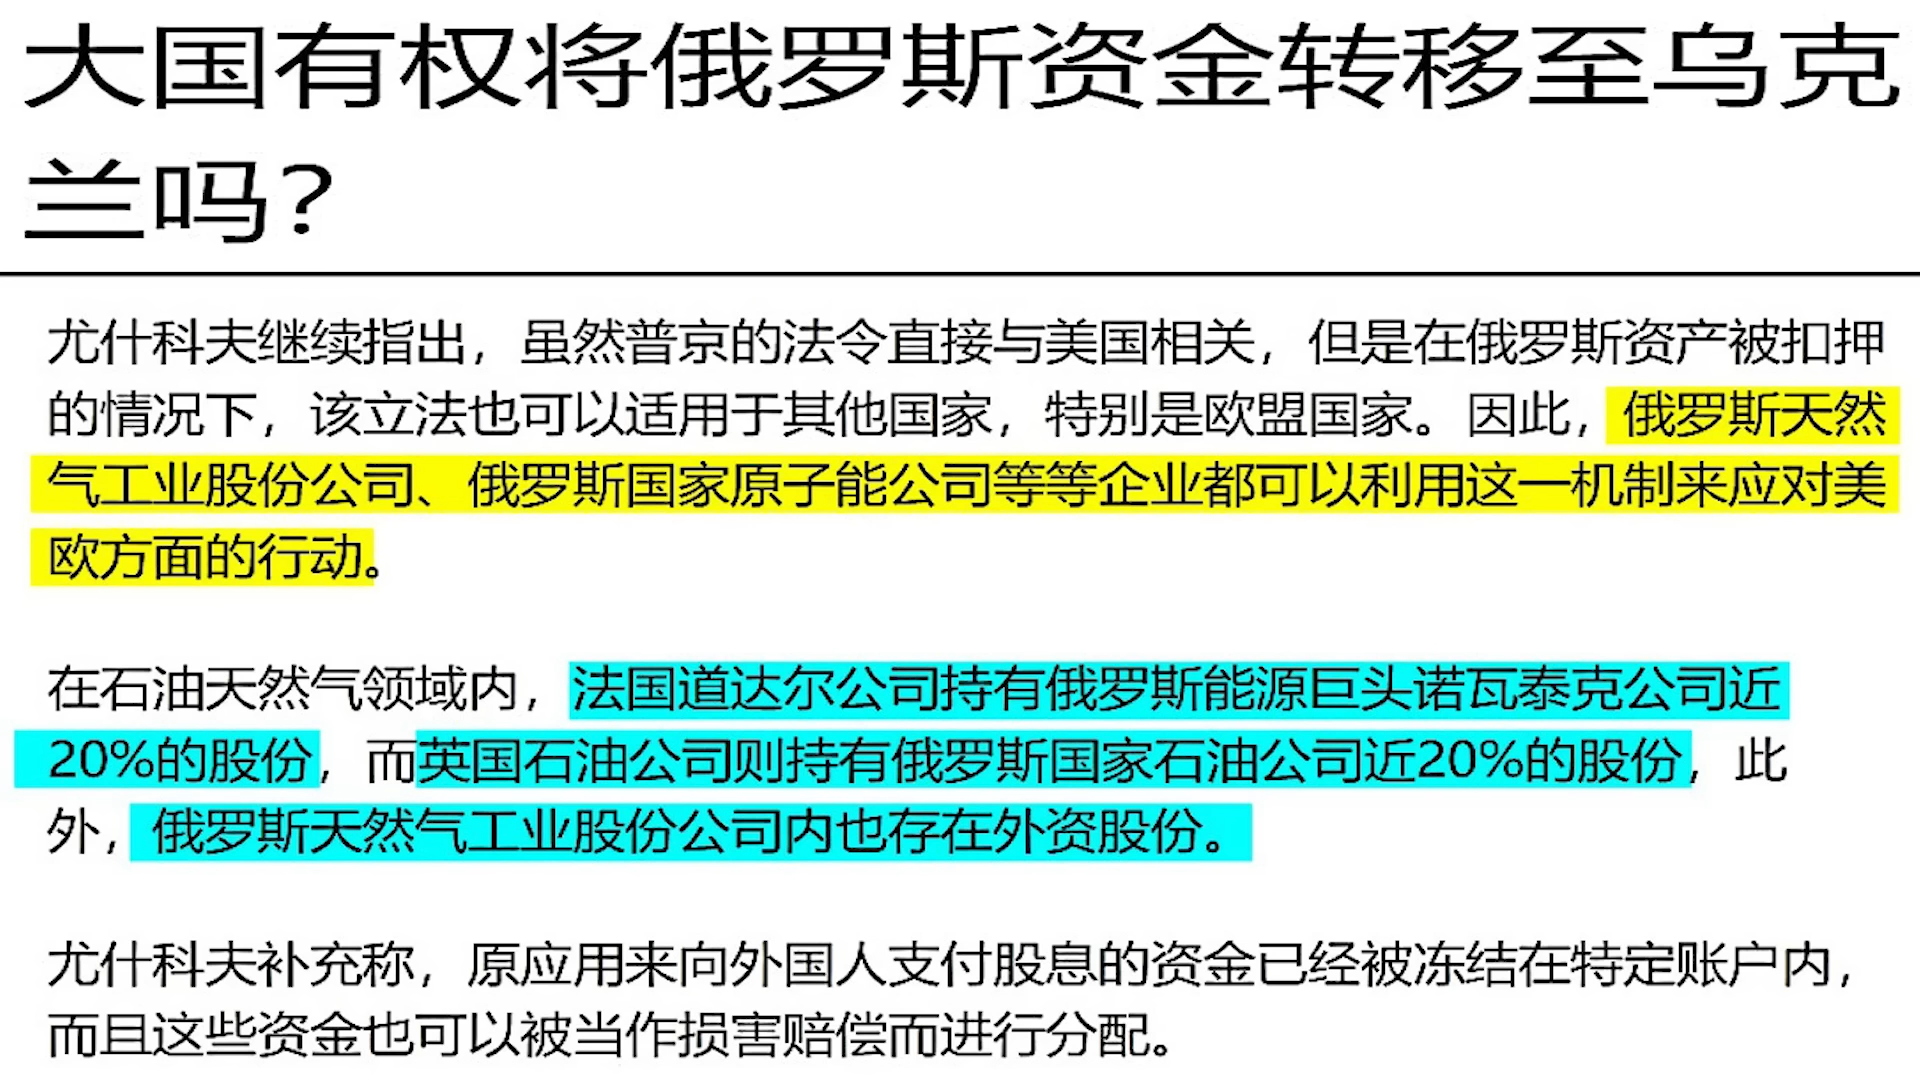 大国有权将俄罗斯资金转移至乌克
兰吗？
尤什科夫继续指出，虽然普京的法令直接与美国相关，但是在俄罗斯资产被扣押
的情况下，该立法也可以适用于其他国家，特别是欧盟国家。因此，俄罗斯天然
气工业股份公司、俄罗斯国家原子能公司等等企业都可以利用这一机制来应对美
欧方面的行动。
在石油天然气领域内，法国道达尔公司持有俄罗斯能源巨头诺瓦泰克公司近
20%的股份，而英国石油公司则持有俄罗斯国家石油公司近20%的股份，此
外，俄罗斯天然气工业股份公司内也存在外资股份。
尤什科夫补充称，原应用来向外国人支付股息的资金已经被冻结在特定账户内，
而且这些资金也可以被当作损害赔偿而进行分配。